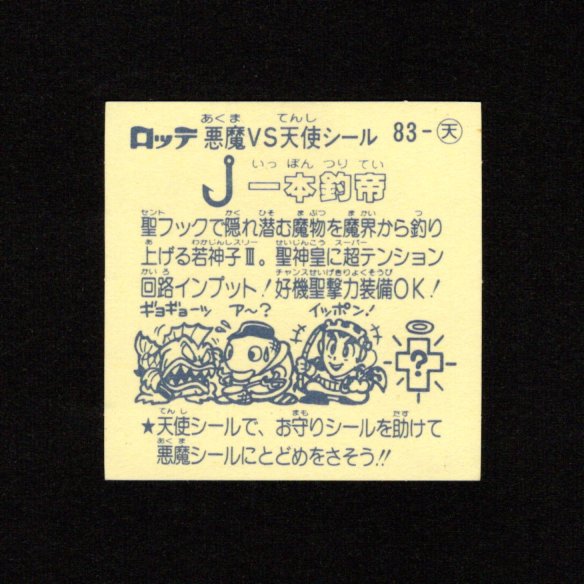 あくま てんし
ロッテ 悪魔VS天使シール 83-天
いっぽん つり てい
一本釣帝
セント かく ひそ まぶつ まかい つ
聖フックで隠れ潜む魔物を魔界から釣り
あ わかじんしスリー せいじんこう スーパー
上げる若神子Ⅲ。聖神皇に超テンション
かいろ チャンスせいげきりょくそうび
回路インプット!好機聖撃力装備OK!
ギョギョーッ ア〜? イッポン!
?
てんし まも たす
★天使シールで、お守りシールを助けて
あくま
悪魔シールにとどめをさそう!!